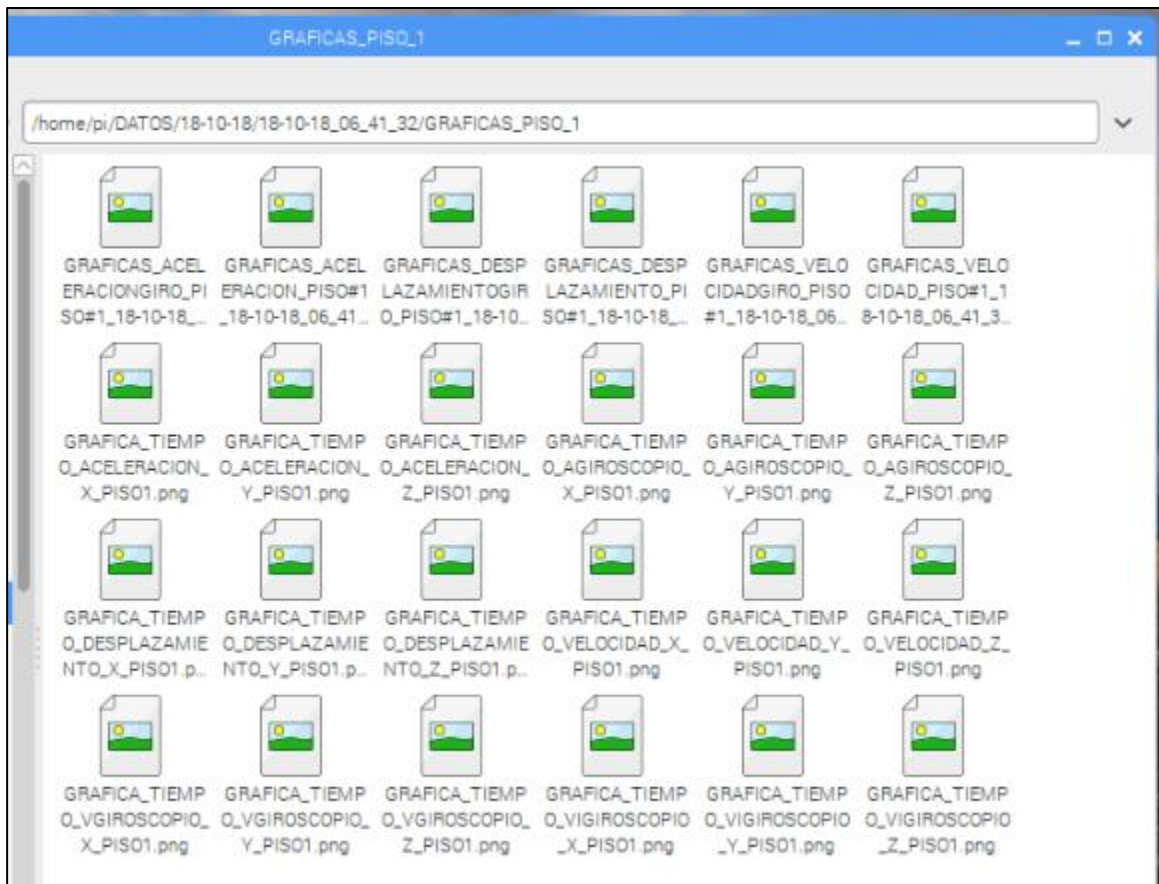 GRAFICAS_PISO_1
/home/pi/DATOS/18-10-18/18-10-18_06_41_32/GRAFICAS_PISO_1
GRAFICAS_ACEL GRAFICAS_ACEL GRAFICAS_DESP GRAFICAS_DESP GRAFICAS_VELO GRAFICAS_VELO
ERACIONGIRO_PI ERACION_PISO#1 LAZAMIENTOGIR LAZAMIENTO_PI CIDADGIRO_PISO CIDAD_PISO#1_1
SO#1_18-10-18_... _18-10-18_06_41... O_PISO#1_18-10... SO#1_18-10-18_... #1_18-10-18_06... 8-10-18_06_41_3...
GRAFICA_TIEMP GRAFICA_TIEMP GRAFICA_TIEMP GRAFICA_TIEMP GRAFICA_TIEMP GRAFICA_TIEMP
O_ACELERACION_ O_ACELERACION_ O_ACELERACION_ O_AGIROSCOPIO_ O_AGIROSCOPIO_ O_AGIROSCOPIO_
X_PISO1.png Y_PISO1.png Z_PISO1.png X_PISO1.png Y_PISO1.png Z_PISO1.png
GRAFICA_TIEMP GRAFICA_TIEMP GRAFICA_TIEMP GRAFICA_TIEMP GRAFICA_TIEMP GRAFICA_TIEMP
O_DESPLAZAMIE O_DESPLAZAMIE O_DESPLAZAMIE O_VELOCIDAD_X_ O_VELOCIDAD_Y_ O_VELOCIDAD_Z_
NTO_X_PISO1.p... NTO_Y_PISO1.p... NTO_Z_PISO1.p... PISO1.png PISO1.png PISO1.png
GRAFICA_TIEMP GRAFICA_TIEMP GRAFICA_TIEMP GRAFICA_TIEMP GRAFICA_TIEMP GRAFICA_TIEMP
O_VGIROSCOPIO_ O_VGIROSCOPIO_ O_VGIROSCOPIO_ O_VIGIROSCOPIO O_VIGIROSCOPIO O_VIGIROSCOPIO
X_PISO1.png Y_PISO1.png Z_PISO1.png _X_PISO1.png _Y_PISO1.png _Z_PISO1.png